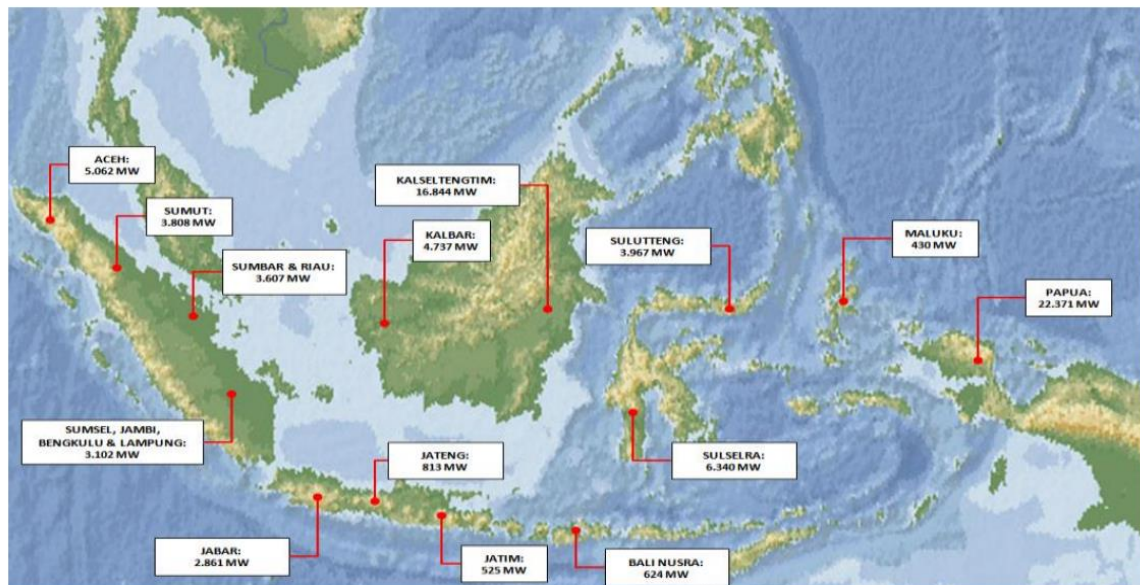 ACEH:
5.062 MW
SUMUT:
3.808 MW
SUMBAR & RIAU:
3.607 MW
SUMSEL, JAMBI,
BENGKULU & LAMPUNG:
3.102 MW
KALSELTENGTIM:
16.844 MW
KALBAR:
4.737 MW
SULUTTENG:
3.967 MW
MALUKU:
430 MW
PAPUA:
22.371 MW
JATENG:
813 MW
SULSELRA:
6.340 MW
JABAR:
2.861 MW
JATIM:
525 MW
BALI NUSRA:
624 MW